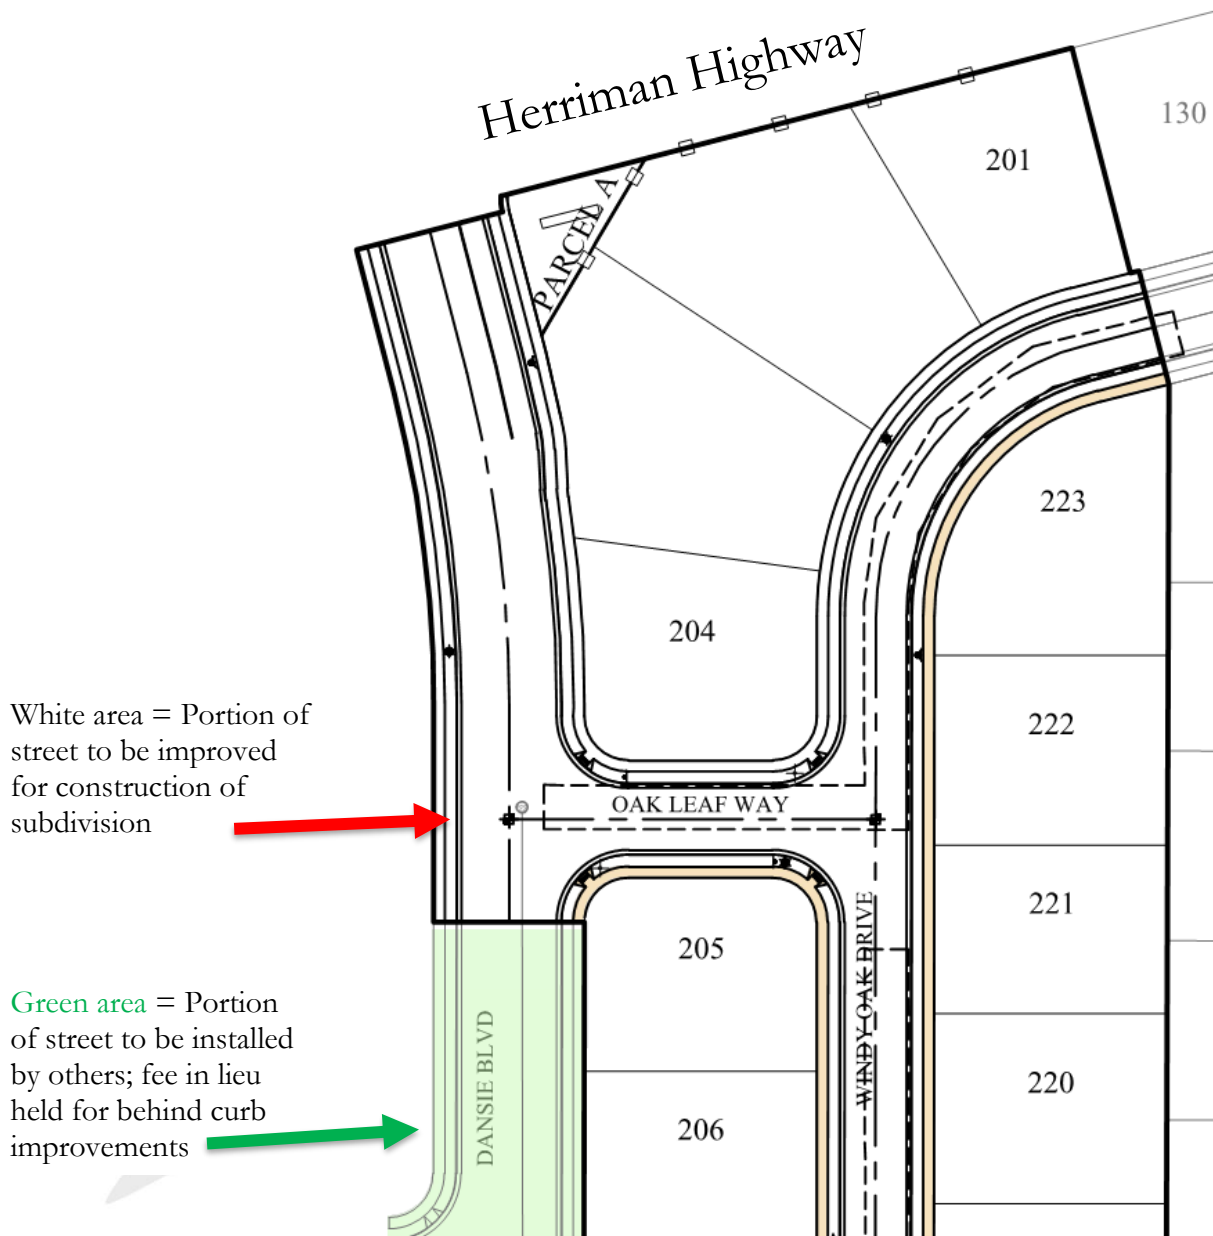 Herriman Highway
130
201
PARCEL A
223
204
White area = Portion of
street to be improved
for construction of
subdivision
222
OAK LEAF WAY
221
205
WINDY OAK DRIVE
Green area = Portion
of street to be installed
by others; fee in lieu
held for behind curb
improvements
DANSIE BLVD
220
206